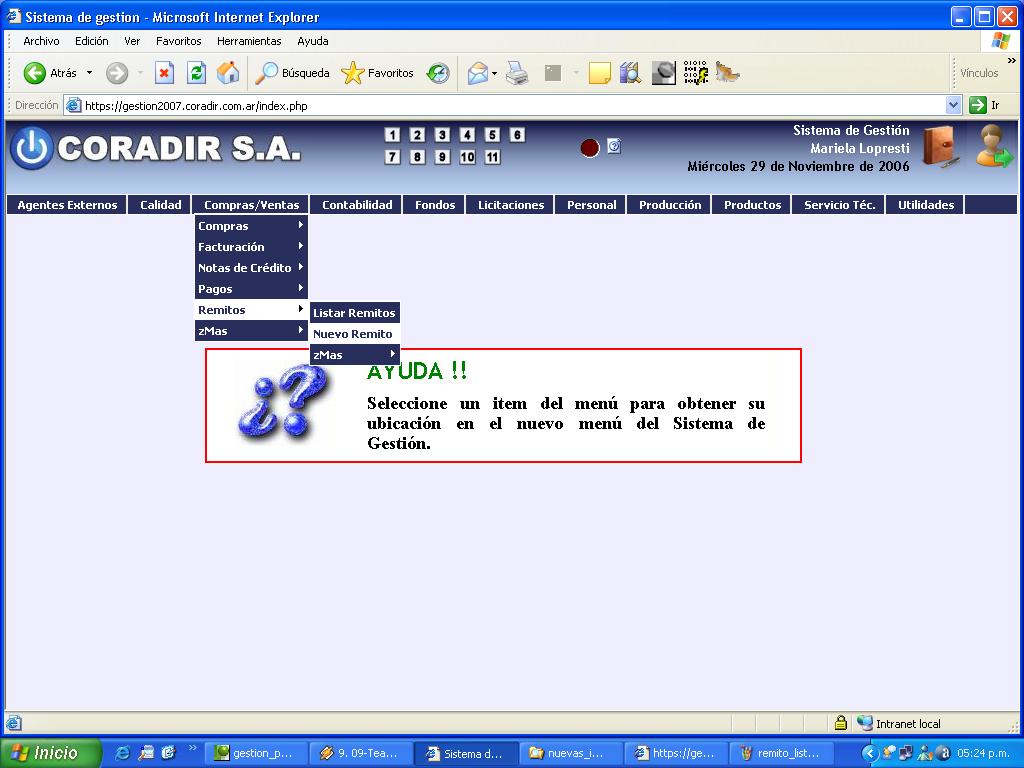 Sistema de gestion - Microsoft Internet Explorer
Archivo Edición Ver Favoritos Herramientas Ayuda
Atrás Búsqueda Favoritos Vínculos »
Dirección https://gestion2007.coradir.com.ar/index.php Ir
CORADIR S.A.
1 2 3 4 5 6
7 8 9 10 11
Sistema de Gestión
Mariela Lopresti
Miércoles 29 de Noviembre de 2006
Agentes Externos Calidad Compras/Ventas Contabilidad Fondos Licitaciones Personal Producción Productos Servicio Téc. Utilidades
Compras
Facturación
Notas de Crédito
Pagos
Remitos
zMas
Listar Remitos
Nuevo Remito
zMas
¿?
AYUDA !!
Seleccione un item del menú para obtener su
ubicación en el nuevo menú del Sistema de
Gestión.
Intranet local
Inicio » gestion_p... 9. 09-Tea... Sistema d... nuevas_i... https://ge... remito_list... 05:24 p.m.